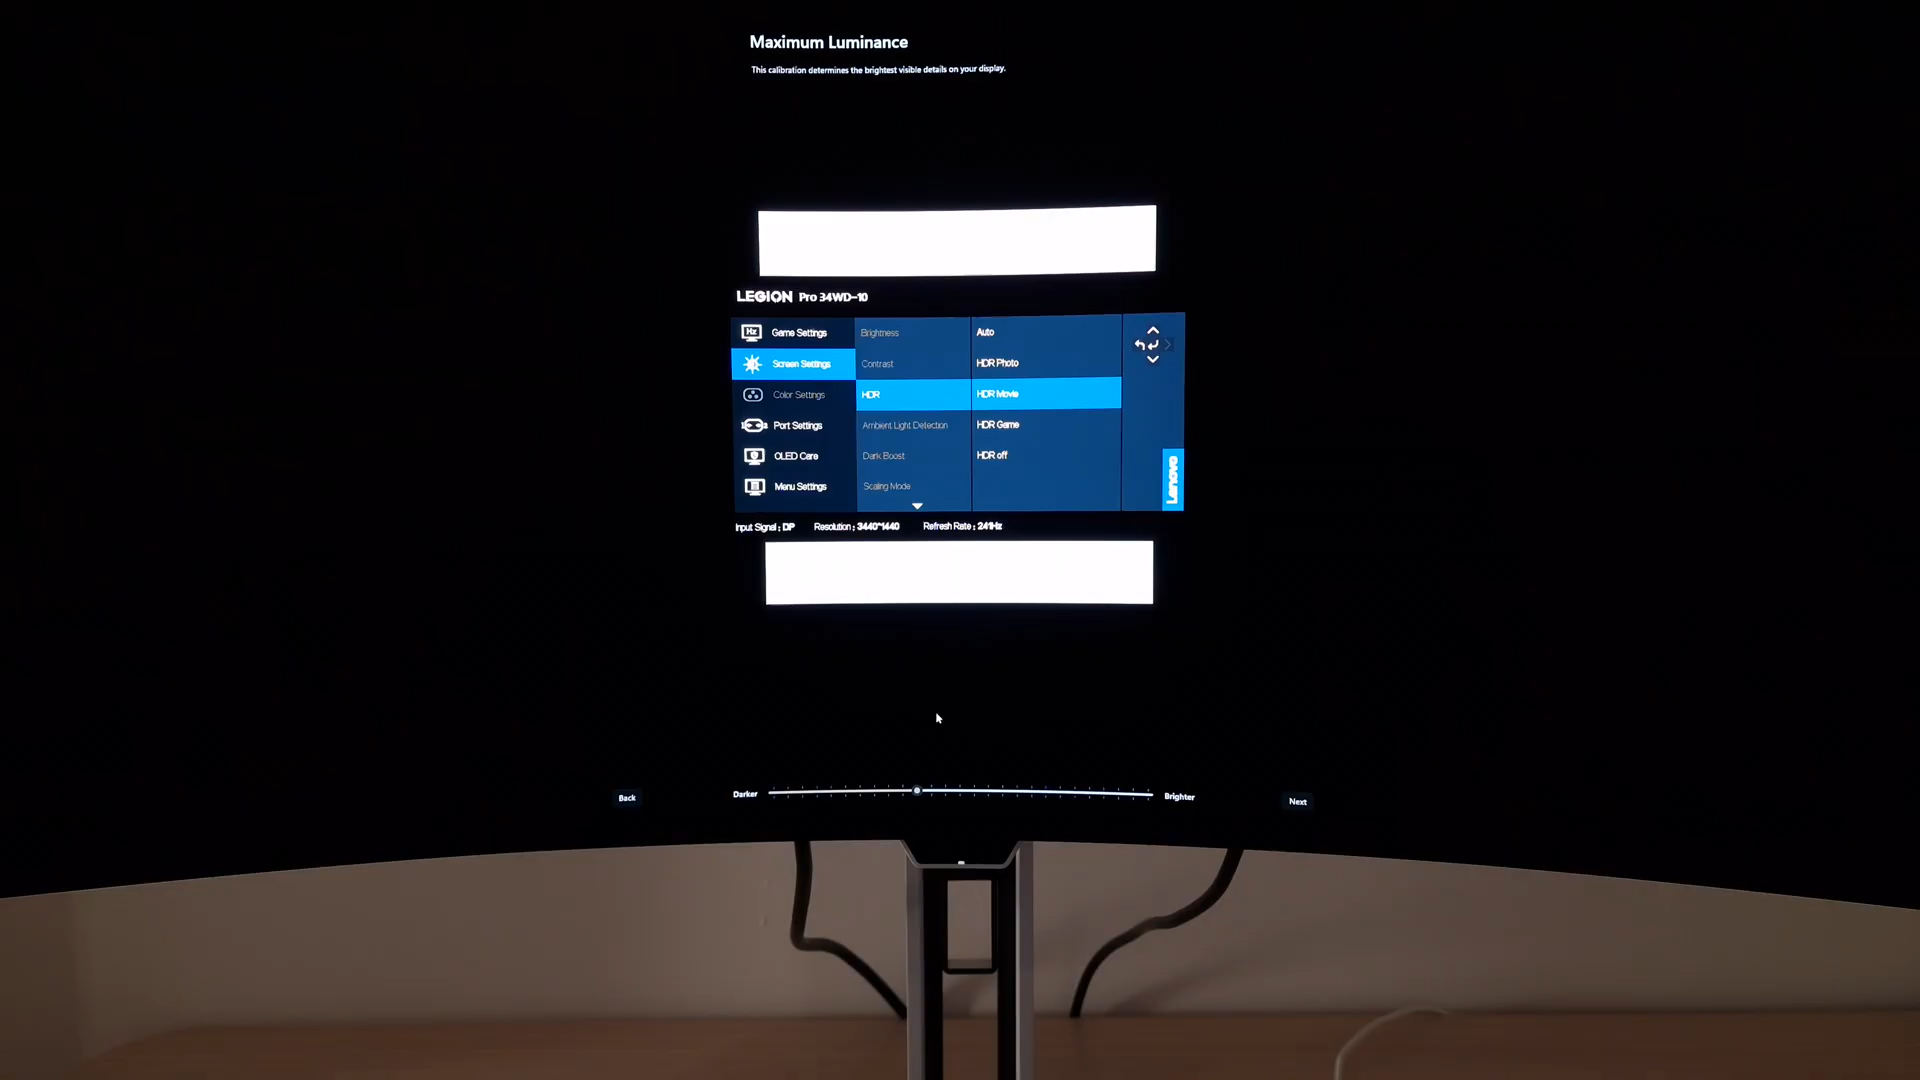 Maximum Luminance
This calibration determines the brightest visible details on your display.
LEGION Pro 34WD-10
Game Settings
Screen Settings
Color Settings
Port Settings
OLED Care
Menu Settings
Brightness
Contrast
HDR
Ambient Light Detection
Dark Boost
Scaling Mode
Auto
HDR Photo
HDR Movie
HDR Game
HDR off
Lenovo
Input Signal : DP Resolution : 3440*1440 Refresh Rate : 241Hz
Back Darker Brighter Next